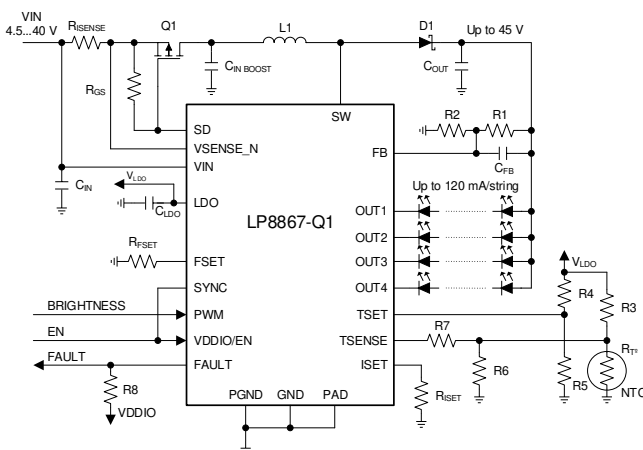 VIN
4.5...40 V
RISENSE
Q1
L1
D1
Up to 45 V
CIN BOOST
COUT
RGS
R2
R1
SW
SD
VSENSE_N
VIN
FB
CFB
CIN
VLDO
LDO
CLDO
Up to 120 mA/string
LP8867-Q1
OUT1
OUT2
OUT3
OUT4
RFSET
FSET
SYNC
VLDO
R4
R3
BRIGHTNESS
PWM
TSET
EN
VDDIO/EN
TSENSE
R7
FAULT
FAULT
ISET
R6
R5
RT°
NTC
R8
VDDIO
PGND
GND
PAD
RISET